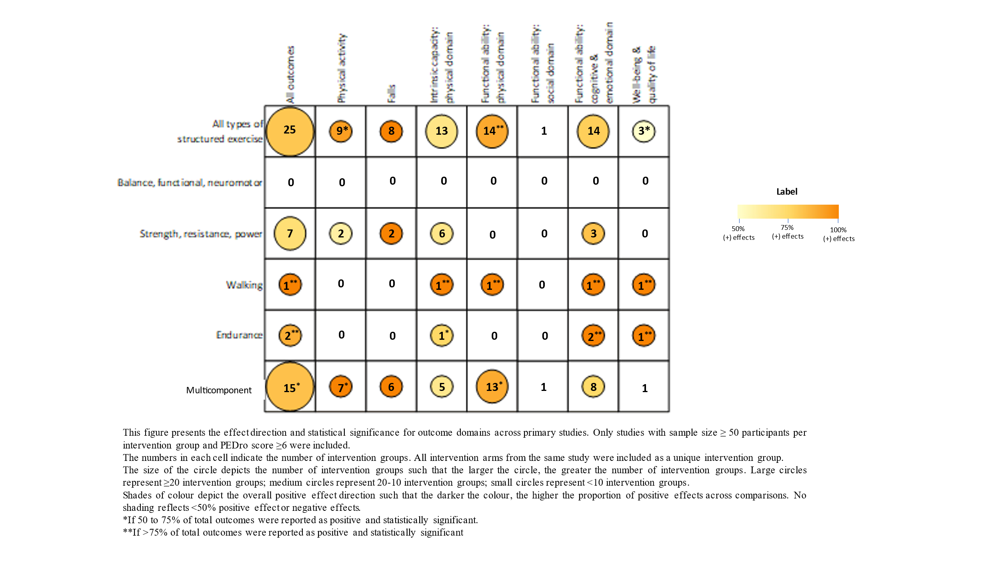 All outcomes
Physical activity
Falls
Intrinsic capacity:
physical domain
Functional ability:
physical domain
Functional ability:
social domain
Functional ability:
cognitive &
emotional domain
Well-being &
quality of life
All types of
structured exercise
25 9* 8 13 14** 1 14 3*
Balance, functional, neuromotor
0 0 0 0 0 0 0 0
Strength, resistance, power
7 2 2 6 0 0 3 0
Walking
1** 0 0 1** 1** 0 1** 1**
Endurance
2** 0 0 1* 0 0 2** 1**
Multicomponent
15* 7* 6 5 13* 1 8 1
Label
50%
(+) effects
75%
(+) effects
100%
(+) effects
This figure presents the effect direction and statistical significance for outcome domains across primary studies. Only studies with sample size ≥ 50 participants per
intervention group and PEDro score ≥6 were included.
The numbers in each cell indicate the number of intervention groups. All intervention arms from the same study were included as a unique intervention group.
The size of the circle depicts the number of intervention groups such that the larger the circle, the greater the number of intervention groups. Large circles
represent ≥20 intervention groups; medium circles represent 20-10 intervention groups; small circles represent <10 intervention groups.
Shades of colour depict the overall positive effect direction such that the darker the colour, the higher the proportion of positive effects across comparisons. No
shading reflects <50% positive effect or negative effects.
*If 50 to 75% of total outcomes were reported as positive and statistically significant.
**If >75% of total outcomes were reported as positive and statistically significant